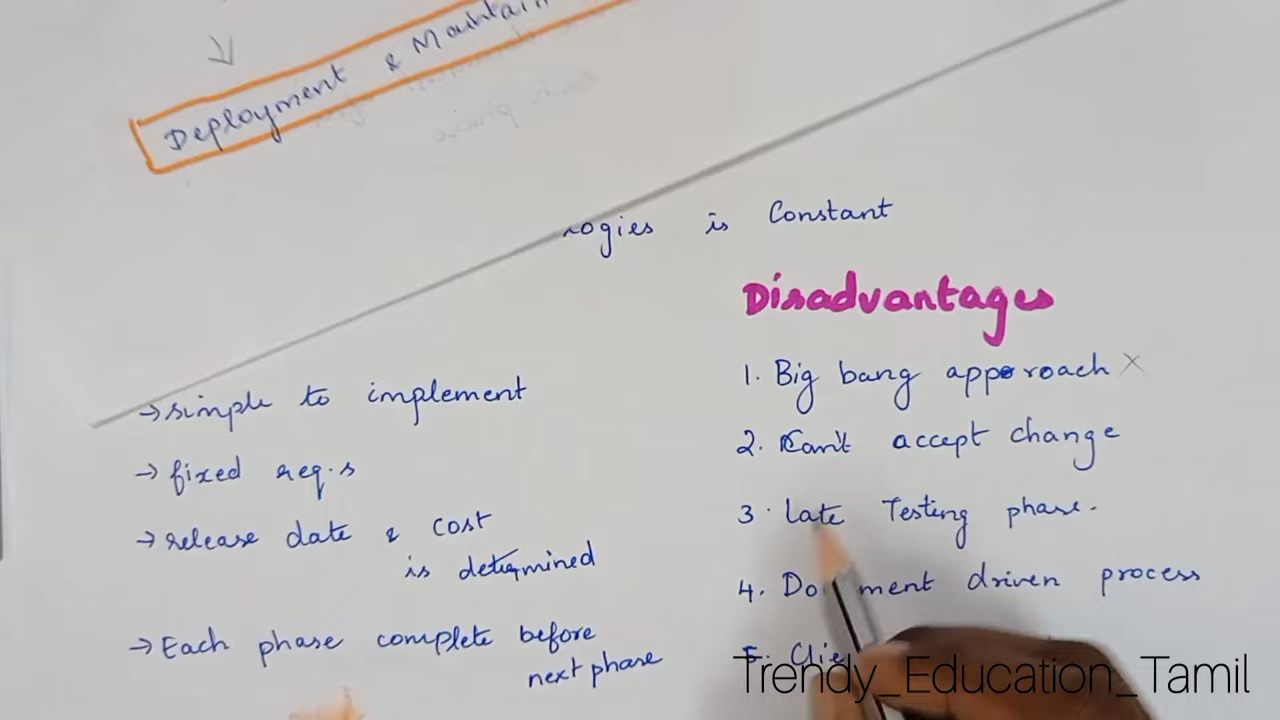 Deployment & Maintain
is Constant
Disadvantages
→ simple to implement
→ fixed req.s
→ release date & cost
is determined
→ Each phase complete before
next phase
1. Big bang approach ×
2. Can't accept change
3. Late Testing phase.
4. Do ment driven process
5. Clie
Trendy_Education_Tamil